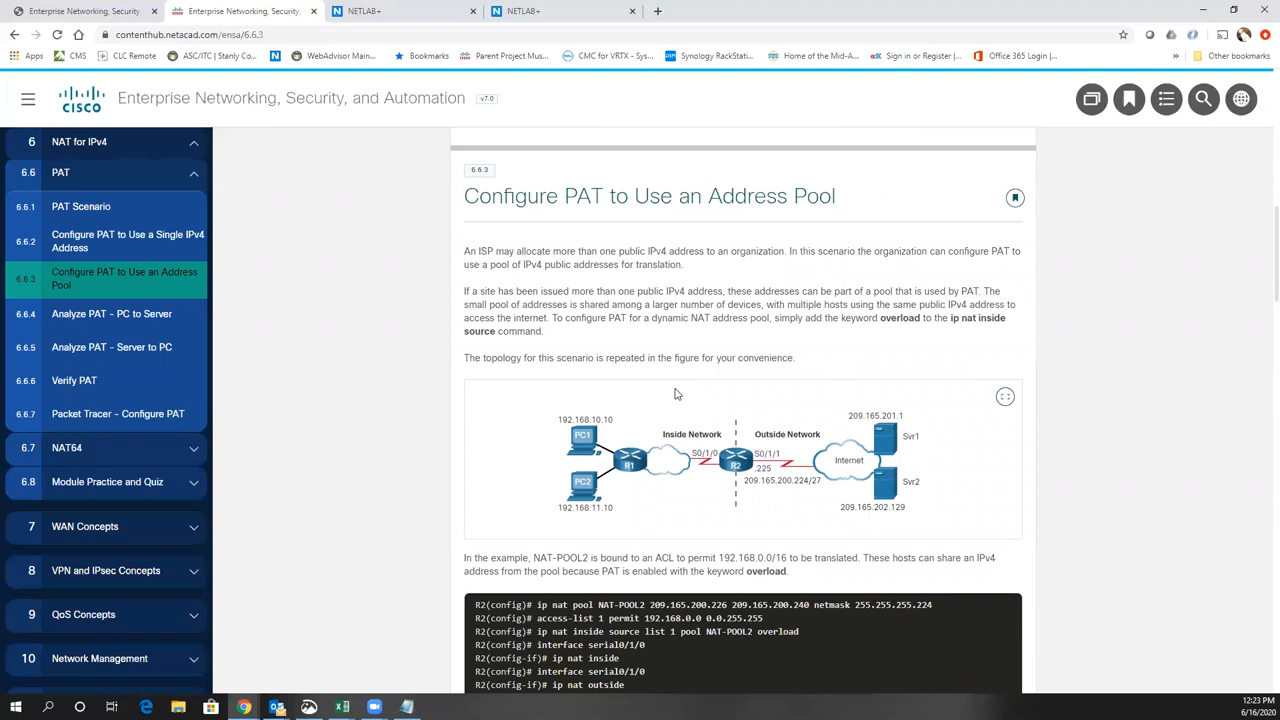 Enterprise Networking, Security,
Enterprise Networking, Security,
NETLAB+
NETLAB+
contenthub.netacad.com/ensa/6.6.3
Apps
CMS
CLC Remote
ASC/ITC | Stanly Co...
WebAdvisor Main...
Bookmarks
Parent Project Mus...
CMC for VRTX - Sys...
Synology RackStati...
Home of the Mid-A...
Sign in or Register |...
Office 365 Login |...
»
Other bookmarks
CISCO
Enterprise Networking, Security, and Automation
v7.0
6 NAT for IPv4
6.6 PAT
6.6.1 PAT Scenario
6.6.2 Configure PAT to Use a Single IPv4
Address
6.6.3 Configure PAT to Use an Address
Pool
6.6.4 Analyze PAT - PC to Server
6.6.5 Analyze PAT - Server to PC
6.6.6 Verify PAT
6.6.7 Packet Tracer - Configure PAT
6.7 NAT64
6.8 Module Practice and Quiz
7 WAN Concepts
8 VPN and IPsec Concepts
9 QoS Concepts
10 Network Management
6.6.3
Configure PAT to Use an Address Pool
An ISP may allocate more than one public IPv4 address to an organization. In this scenario the organization can configure PAT to
use a pool of IPv4 public addresses for translation.
If a site has been issued more than one public IPv4 address, these addresses can be part of a pool that is used by PAT. The
small pool of addresses is shared among a larger number of devices, with multiple hosts using the same public IPv4 address to
access the internet. To configure PAT for a dynamic NAT address pool, simply add the keyword overload to the ip nat inside
source command.
The topology for this scenario is repeated in the figure for your convenience.
192.168.10.10
PC1
PC2
192.168.11.10
R1
Inside Network
S0/1/0
R2
Outside Network
S0/1/1
.225
209.165.200.224/27
Internet
209.165.201.1
Svr1
Svr2
209.165.202.129
In the example, NAT-POOL2 is bound to an ACL to permit 192.168.0.0/16 to be translated. These hosts can share an IPv4
address from the pool because PAT is enabled with the keyword overload.
R2(config)# ip nat pool NAT-POOL2 209.165.200.226 209.165.200.240 netmask 255.255.255.224
R2(config)# access-list 1 permit 192.168.0.0 0.0.255.255
R2(config)# ip nat inside source list 1 pool NAT-POOL2 overload
R2(config)# interface serial0/1/0
R2(config-if)# ip nat inside
R2(config)# interface serial0/1/0
R2(config-if)# ip nat outside
12:23 PM
6/16/2020